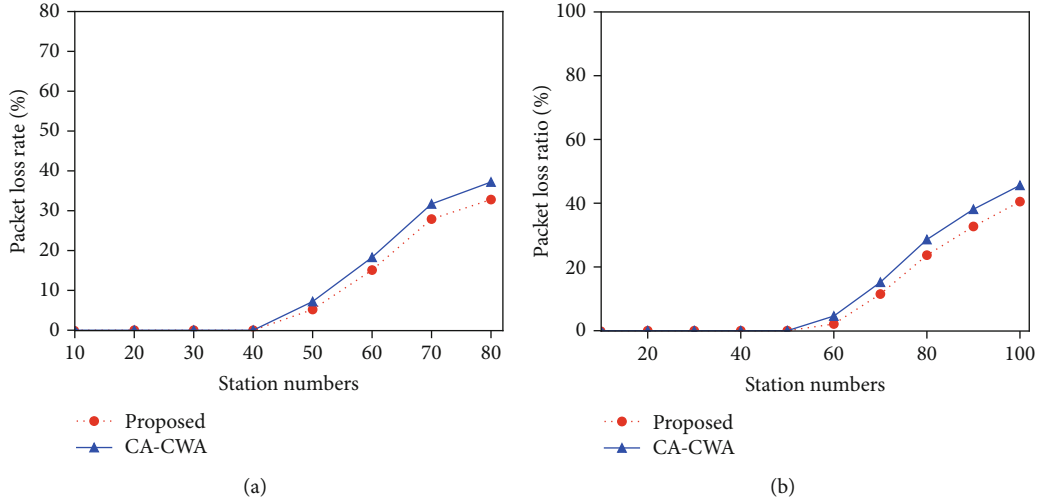 Packet loss rate (%)
80
70
60
50
40
30
20
10
0
10 20 30 40 50 60 70 80
Station numbers
Proposed
CA-CWA
(a)
Packet loss ratio (%)
100
80
60
40
20
0
20 40 60 80 100
Station numbers
Proposed
CA-CWA
(b)